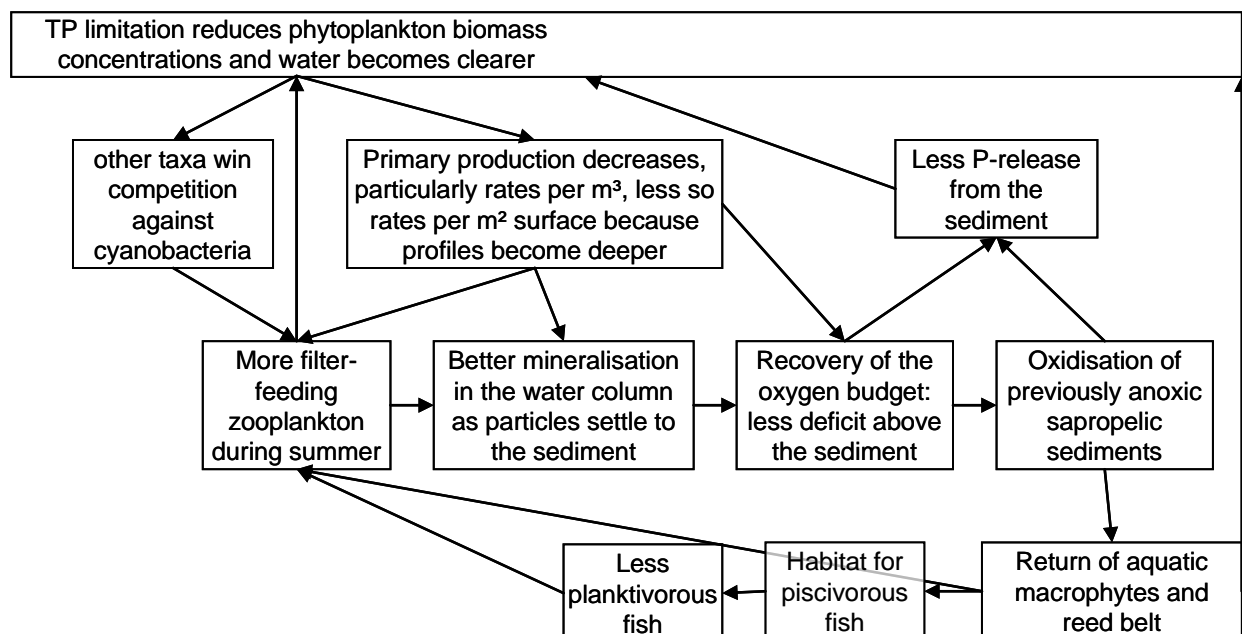 TP limitation reduces phytoplankton biomass
concentrations and water becomes clearer
other taxa win
competition
against
cyanobacteria
Primary production decreases,
particularly rates per m³, less so
rates per m² surface because
profiles become deeper
Less P-release
from the
sediment
More filter-
feeding
zooplankton
during summer
Better mineralisation
in the water column
as particles settle to
the sediment
Recovery of the
oxygen budget:
less deficit above
the sediment
Oxidisation of
previously anoxic
sapropelic
sediments
Less
planktivorous
fish
Habitat for
piscivorous
fish
Return of aquatic
macrophytes and
reed belt